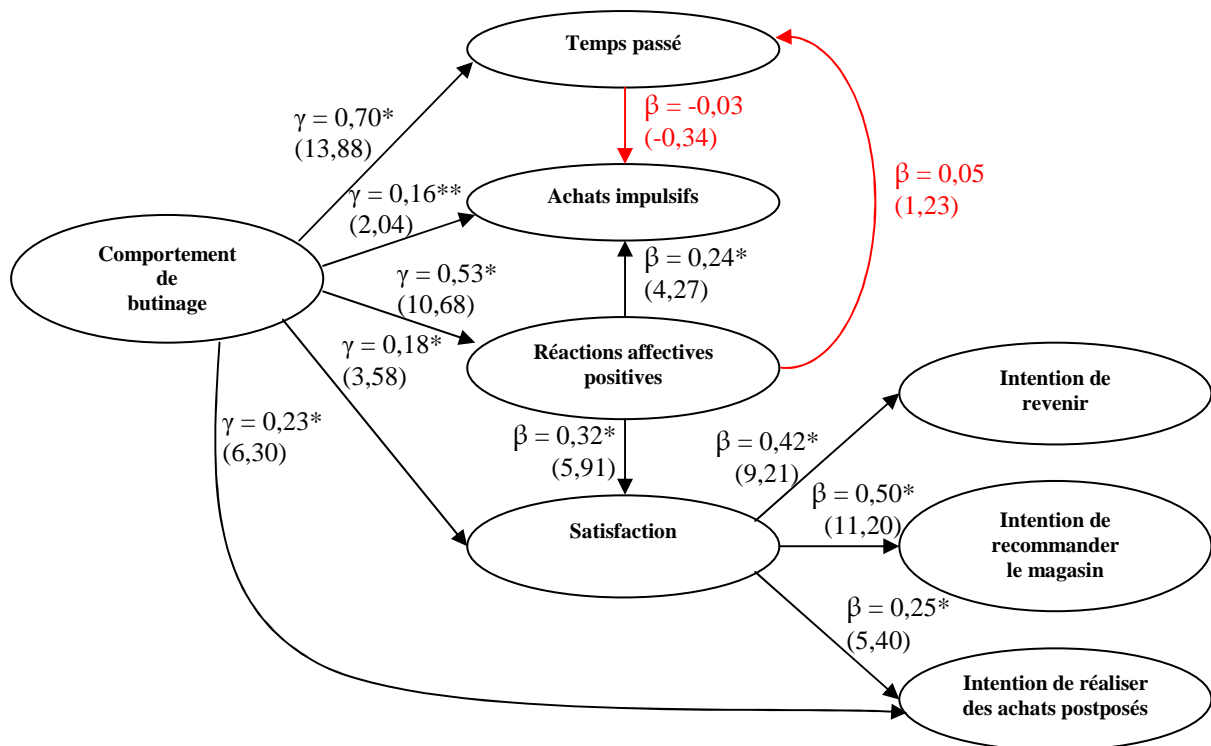 Temps passé
γ = 0,70*
(13,88)
β = -0,03
(-0,34)
β = 0,05
(1,23)
γ = 0,16**
(2,04)
Achats impulsifs
Comportement
de
butinage
γ = 0,53*
(10,68)
β = 0,24*
(4,27)
γ = 0,18*
(3,58)
Réactions affectives
positives
Intention de
revenir
γ = 0,23*
(6,30)
β = 0,32*
(5,91)
β = 0,42*
(9,21)
β = 0,50*
(11,20)
Satisfaction
Intention de
recommander
le magasin
β = 0,25*
(5,40)
Intention de réaliser
des achats postposés